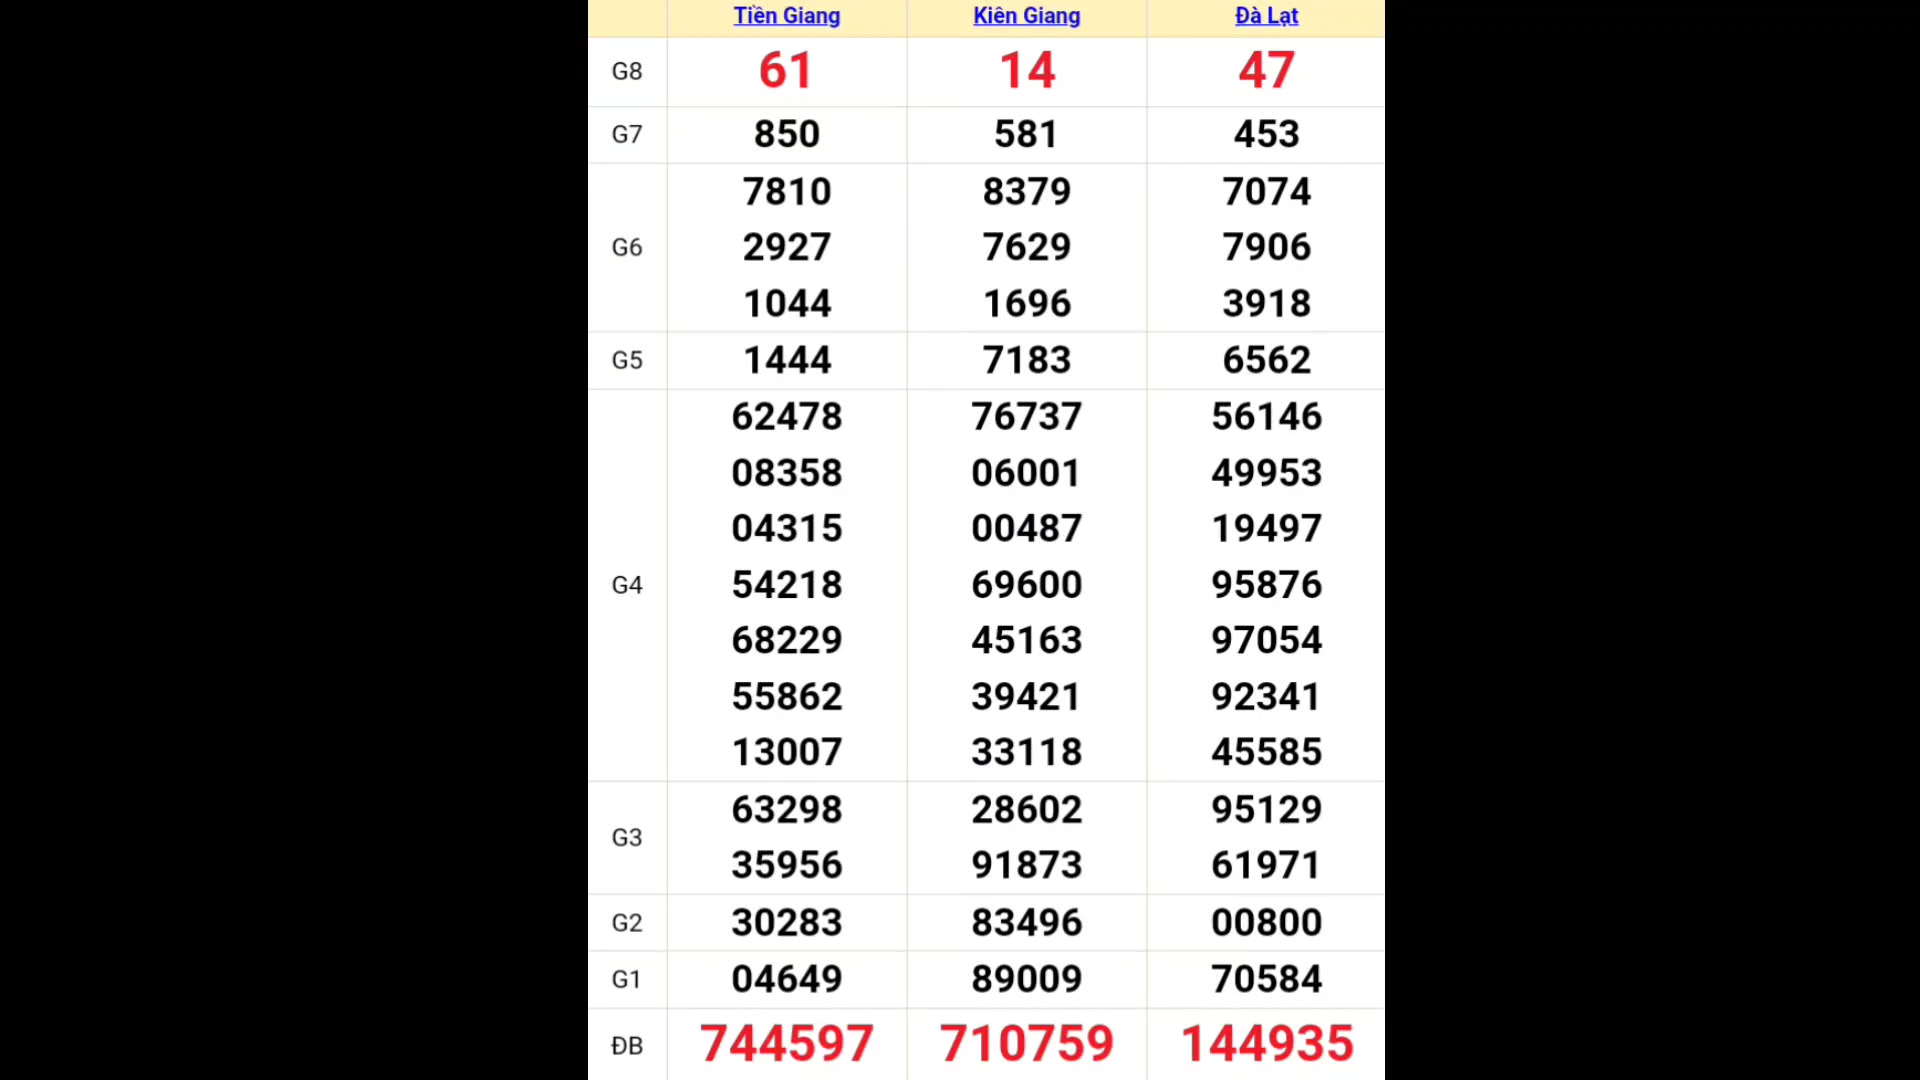 Tiền Giang Kiên Giang Đà Lạt
G8 61 14 47
G7 850 581 453
7810 8379 7074
G6 2927 7629 7906
1044 1696 3918
G5 1444 7183 6562
62478 76737 56146
08358 06001 49953
04315 00487 19497
G4 54218 69600 95876
68229 45163 97054
55862 39421 92341
13007 33118 45585
G3
63298 28602 95129
35956 91873 61971
G2 30283 83496 00800
G1 04649 89009 70584
ĐB 744597 710759 144935